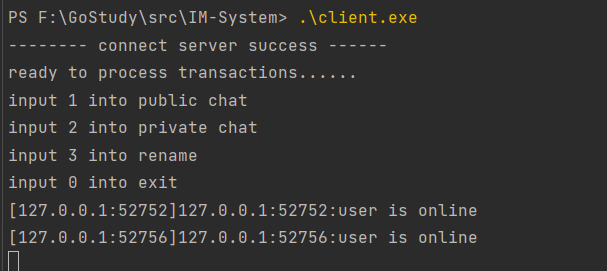 PS F:\GoStudy\src\IM-System> .\client.exe
-------- connect server success ------
ready to process transactions......
input 1 into public chat
input 2 into private chat
input 3 into rename
input 0 into exit
[127.0.0.1:52752]127.0.0.1:52752:user is online
[127.0.0.1:52756]127.0.0.1:52756:user is online